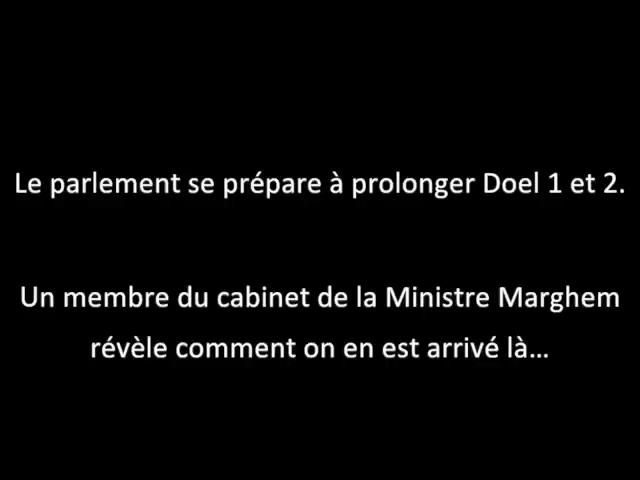 Le parlement se prépare à prolonger Doel 1 et 2.
Un membre du cabinet de la Ministre Marghem
révèle comment on en est arrivé là…